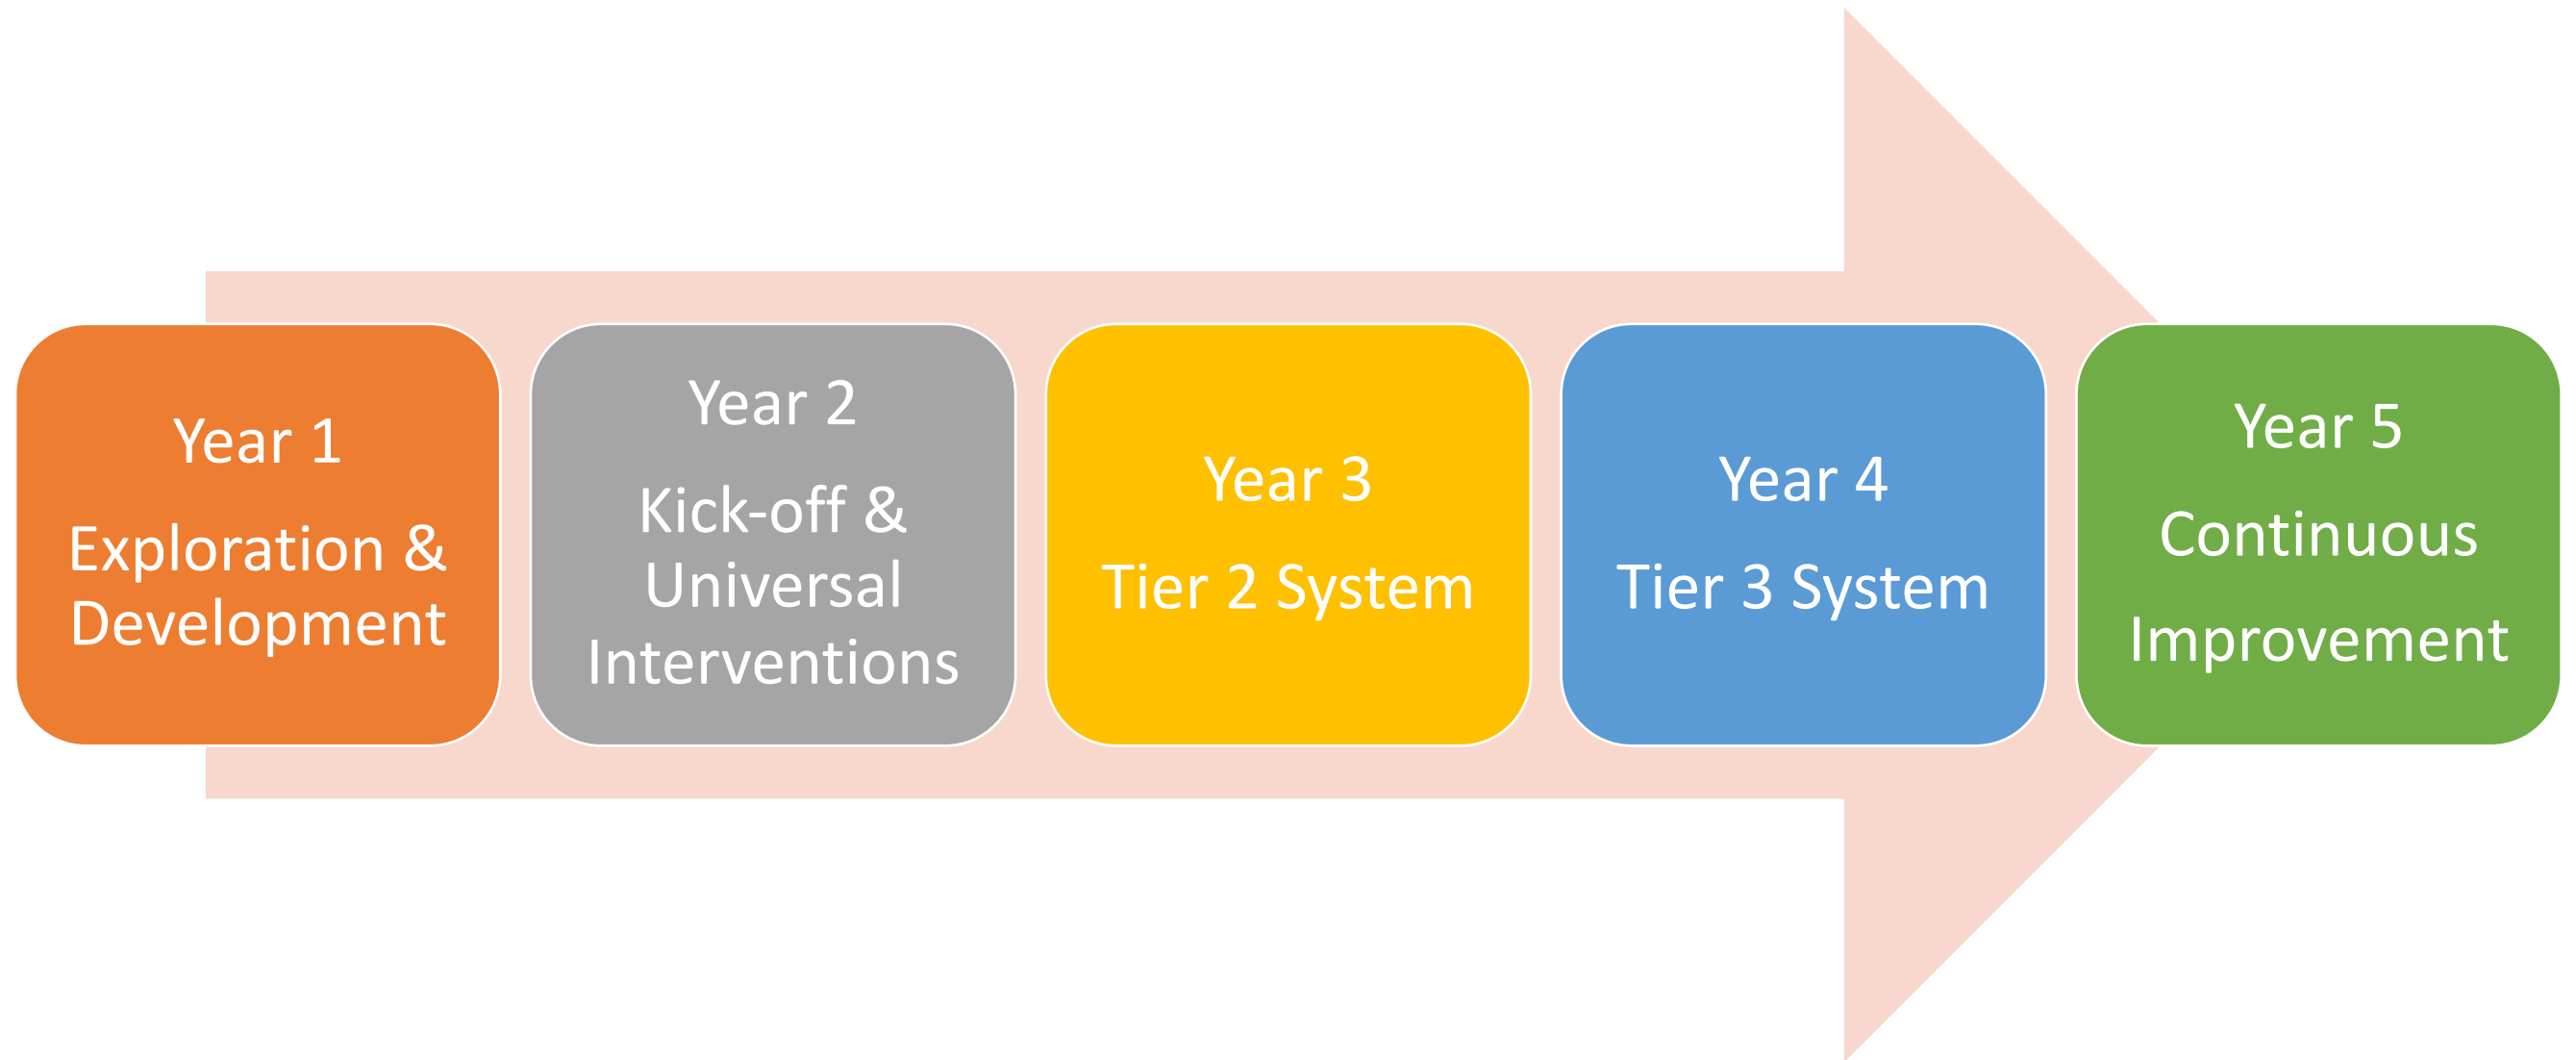 Year 1
Exploration &
Development
Year 2
Kick-off &
Universal
Interventions
Year 3
Tier 2 System
Year 4
Tier 3 System
Year 5
Continuous
Improvement